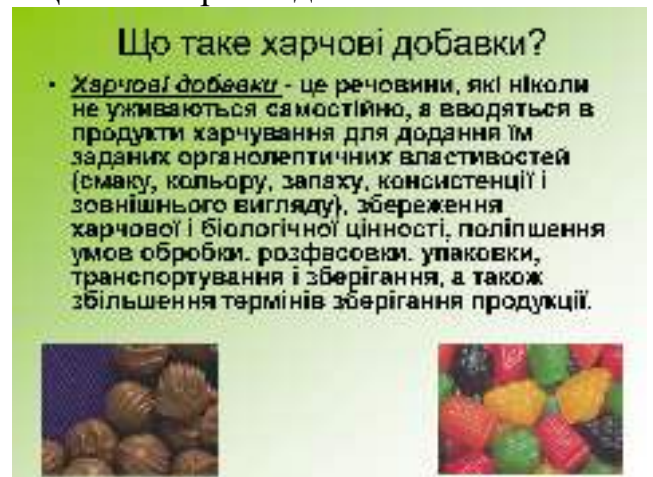 Що таке харчові добавки?
• Харчові добавки - це речовини, які ніколи
не уживаються самостійно, а вводяться в
продукти харчування для додання їм
заданих органолептичних властивостей
(смаку, кольору, запаху, консистенції і
зовнішнього вигляду), збереження
харчової і біологічної цінності, поліпшення
умов обробки. розфасовки. упаковки,
транспортування і зберігання, а також
збільшення термінів зберігання продукції.